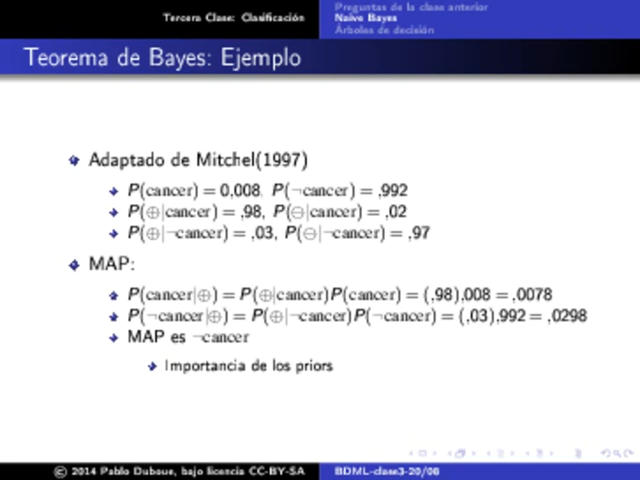 Tercera Clase: Clasificación
Preguntas de la clase anterior
Naive Bayes
Árboles de decisión
Teorema de Bayes: Ejemplo
Adaptado de Mitchel(1997)
P(cancer) = 0,008, P(¬cancer) = ,992
P(⊕|cancer) = ,98, P(⊖|cancer) = ,02
P(⊕|¬cancer) = ,03, P(⊖|¬cancer) = ,97
MAP:
P(cancer|⊕) = P(⊕|cancer)P(cancer) = (,98),008 = ,0078
P(¬cancer|⊕) = P(⊕|¬cancer)P(¬cancer) = (,03),992 = ,0298
MAP es ¬cancer
Importancia de los priors
© 2014 Pablo Duboue, bajo licencia CC-BY-SA
BDML-clase3-20/08